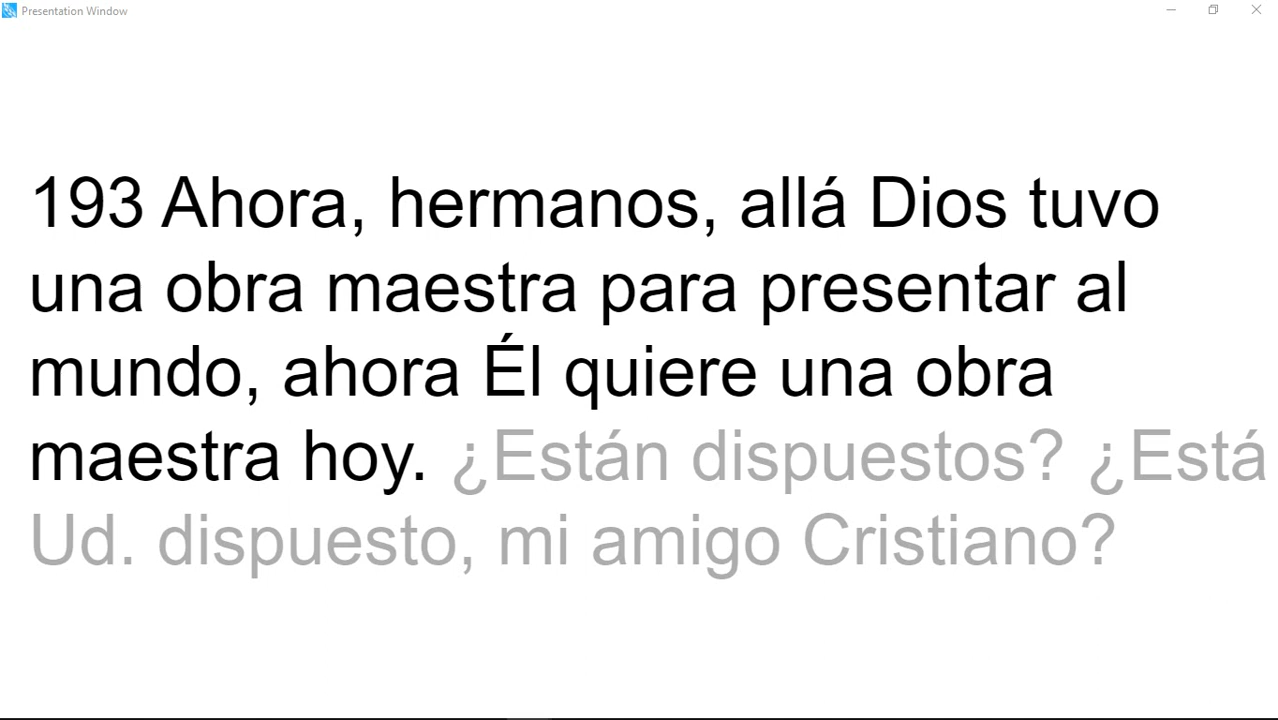 Presentation Window
193 Ahora, hermanos, allá Dios tuvo
una obra maestra para presentar al
mundo, ahora Él quiere una obra
maestra hoy. ¿Están dispuestos? ¿Está
Ud. dispuesto, mi amigo Cristiano?